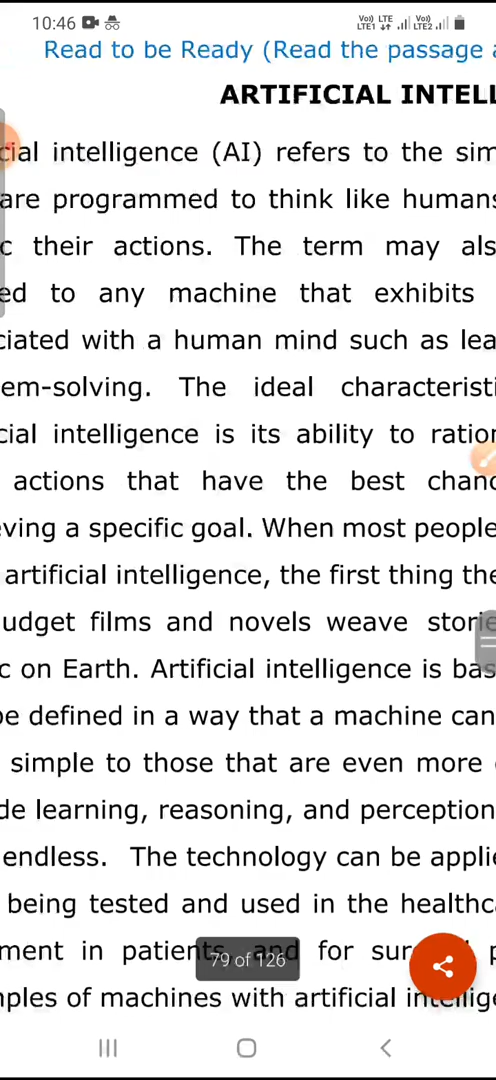 10:46
Vo)) LTE LTE1 Vo)) LTE2
Read to be Ready (Read the passage a
ARTIFICIAL INTELL
cial intelligence (AI) refers to the sim
are programmed to think like humans
c their actions. The term may als
ed to any machine that exhibits
ciated with a human mind such as lea
em-solving. The ideal characteristi
cial intelligence is its ability to ration
actions that have the best chanc
eving a specific goal. When most people
artificial intelligence, the first thing the
udget films and novels weave storie
c on Earth. Artificial intelligence is bas
be defined in a way that a machine can
simple to those that are even more
de learning, reasoning, and perception
endless. The technology can be applie
being tested and used in the healthca
ment in patients, and for sur p
79 of 126
ples of machines with artificial intellige